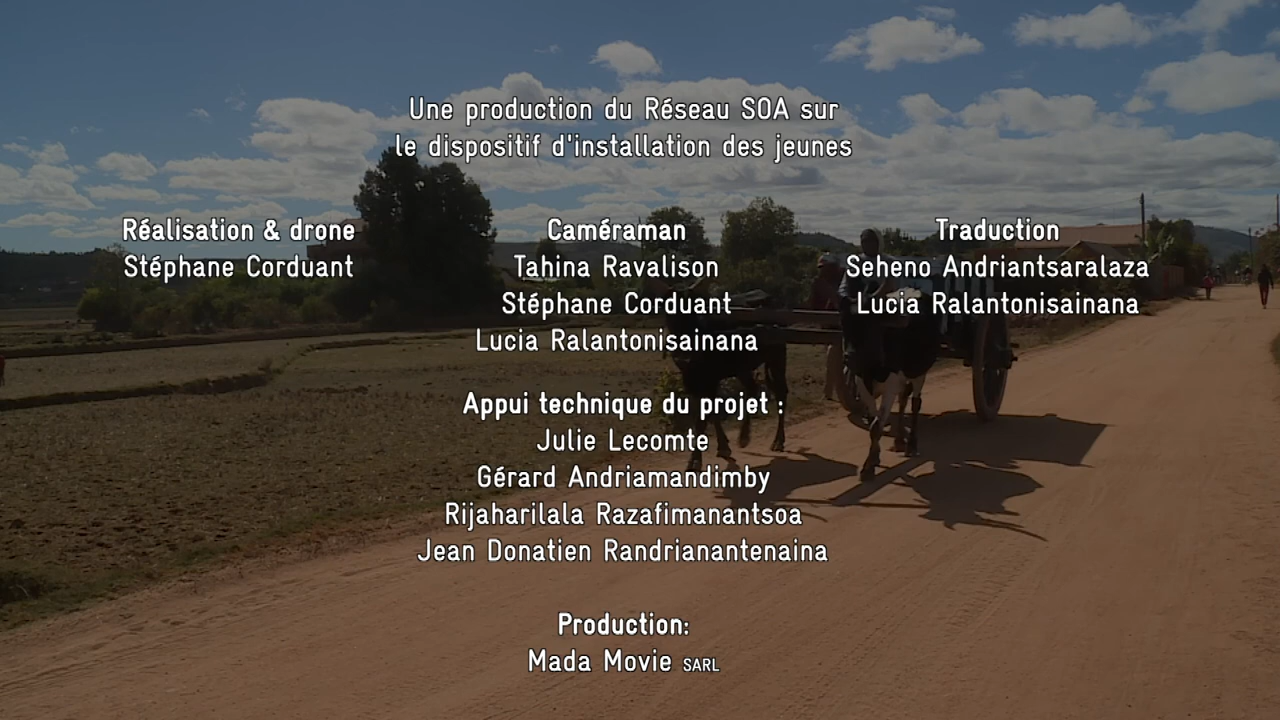 Une production du Réseau SOA sur
le dispositif d'installation des jeunes
Réalisation & drone
Stéphane Corduant
Caméraman
Tahina Ravalison
Stéphane Corduant
Lucia Ralantonisainana
Traduction
Seheno Andriantsaralaza
Lucia Ralantonisainana
Appui technique du projet :
Julie Lecomte
Gérard Andriamandimby
Rijaharilala Razafimanantsoa
Jean Donatien Randrianantenaina
Production:
Mada Movie SARL